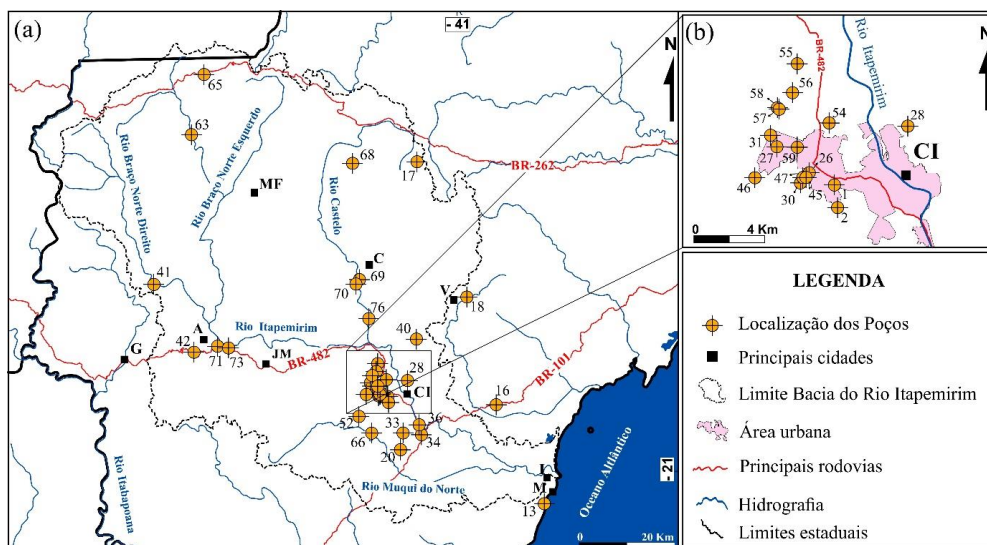 (a)
- 41
N
65
63
MF
68
17
BR-262
Rio Braço Norte Direito
Rio Braço Norte Esquerdo
Rio Castelo
41
C
69
70
V
18
76
40
Rio Itapemirim
A
42
71
73
G
JM
BR-482
28
CI
16
BR-101
52
66
33
36
34
20
Rio Muqui do Norte
I
M
13
Rio Itabapoana
Oceano Altlântico
- 21
0 20 Km
(b)
N
55
BR-482
Rio Itapemirim
56
58
57
54
28
31
27
59
26
CI
46
47
30
45
1
2
0 4 Km
LEGENDA
Localização dos Poços
Principais cidades
Limite Bacia do Rio Itapemirim
Área urbana
Principais rodovias
Hidrografia
Limites estaduais